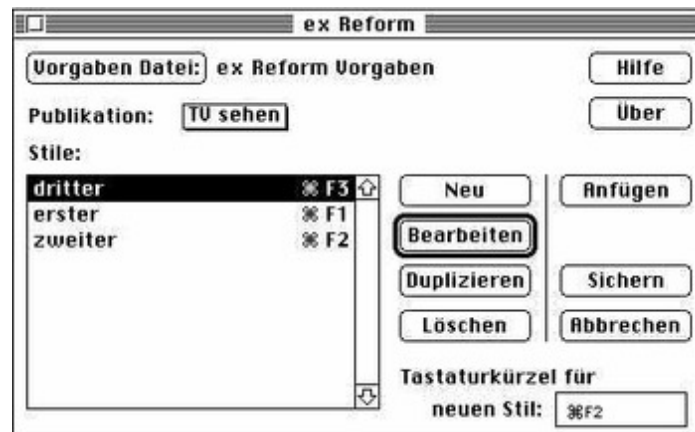 ex Reform
Vorgaben Datei: ex Reform Vorgaben
Hilfe
Publikation: TV sehen
Über
Stile:
dritter ⌘ F3
erster ⌘ F1
zweiter ⌘ F2
Neu
Bearbeiten
Duplizieren
Löschen
Anfügen
Sichern
Abbrechen
Tastaturkürzel für
neuen Stil: ⌘F2